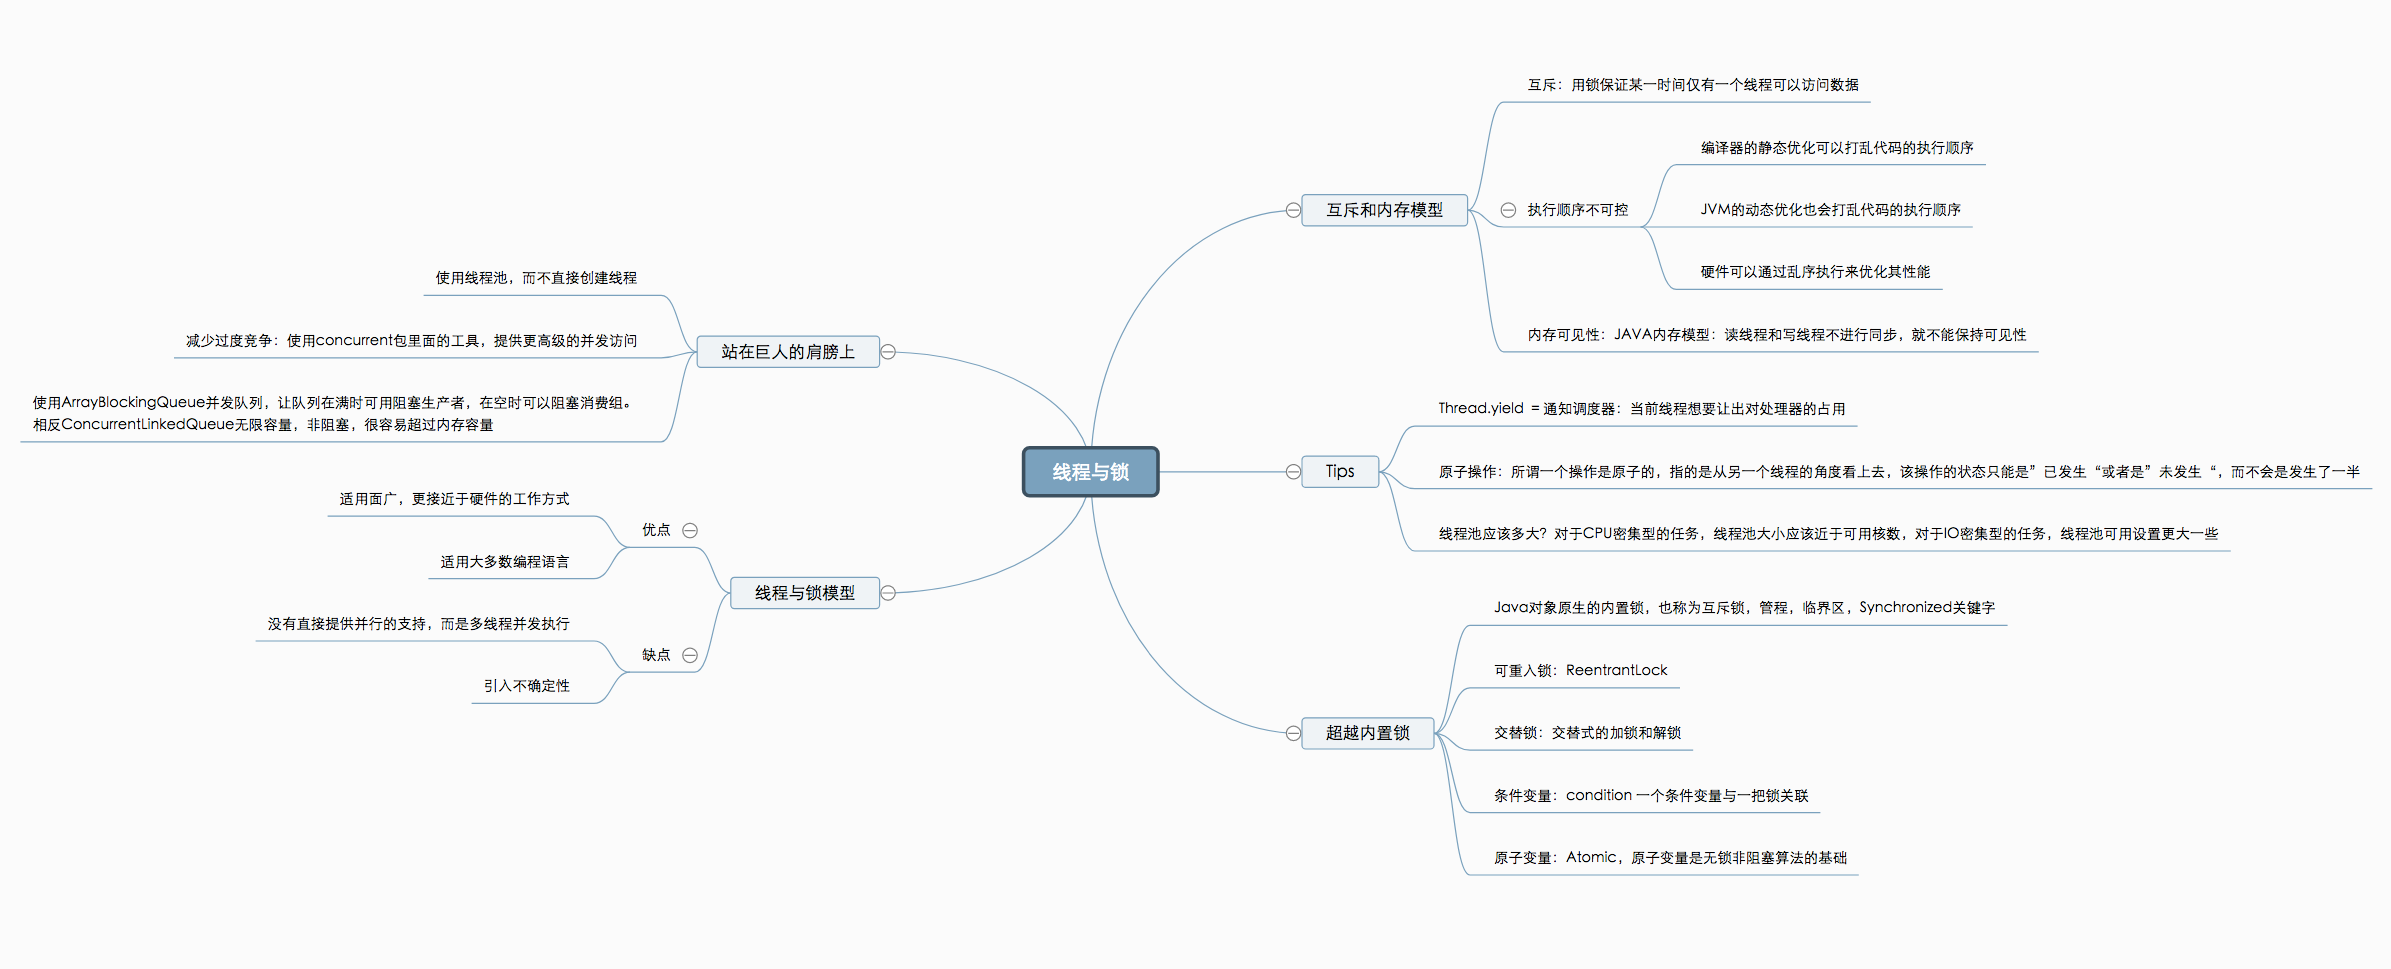 线程与锁
互斥和内存模型
互斥：用锁保证某一时间仅有一个线程可以访问数据
执行顺序不可控
编译器的静态优化可以打乱代码的执行顺序
JVM的动态优化也会打乱代码的执行顺序
硬件可以通过乱序执行来优化其性能
内存可见性：JAVA内存模型：读线程和写线程不进行同步，就不能保持可见性
Tips
Thread.yield = 通知调度器：当前线程想要让出对处理器的占用
原子操作：所谓一个操作是原子的，指的是从另一个线程的角度看上去，该操作的状态只能是”已发生“或者是”未发生“，而不会是发生了一半
线程池应该多大？对于CPU密集型的任务，线程池大小应该近于可用核数，对于IO密集型的任务，线程池可用设置更大一些
超越内置锁
Java对象原生的内置锁，也称为互斥锁，管程，临界区，Synchronized关键字
可重入锁：ReentrantLock
交替锁：交替式的加锁和解锁
条件变量：condition 一个条件变量与一把锁关联
原子变量：Atomic，原子变量是无锁非阻塞算法的基础
站在巨人的肩膀上
使用线程池，而不直接创建线程
减少过度竞争：使用concurrent包里面的工具，提供更高级的并发访问
使用ArrayBlockingQueue并发队列，让队列在满时可用阻塞生产者，在空时可以阻塞消费组。
相反ConcurrentLinkedQueue无限容量，非阻塞，很容易超过内存容量
线程与锁模型
优点
适用面广，更接近于硬件的工作方式
适用大多数编程语言
缺点
没有直接提供并行的支持，而是多线程并发执行
引入不确定性